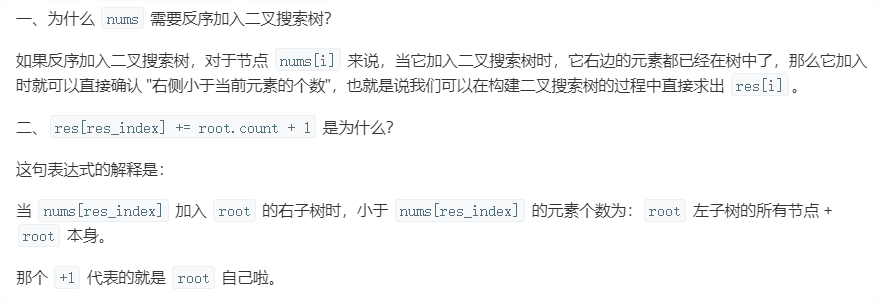 一、为什么 nums 需要反序加入二叉搜索树?
如果反序加入二叉搜索树，对于节点 nums[i] 来说，当它加入二叉搜索树时，它右边的元素都已经在树中了，那么它加入
时就可以直接确认 "右侧小于当前元素的个数"，也就是说我们可以在构建二叉搜索树的过程中直接求出 res[i] 。
二、 res[res_index] += root.count + 1 是为什么?
这句表达式的解释是：
当 nums[res_index] 加入 root 的右子树时，小于 nums[res_index] 的元素个数为： root 左子树的所有节点 +
root 本身。
那个 +1 代表的就是 root 自己啦。